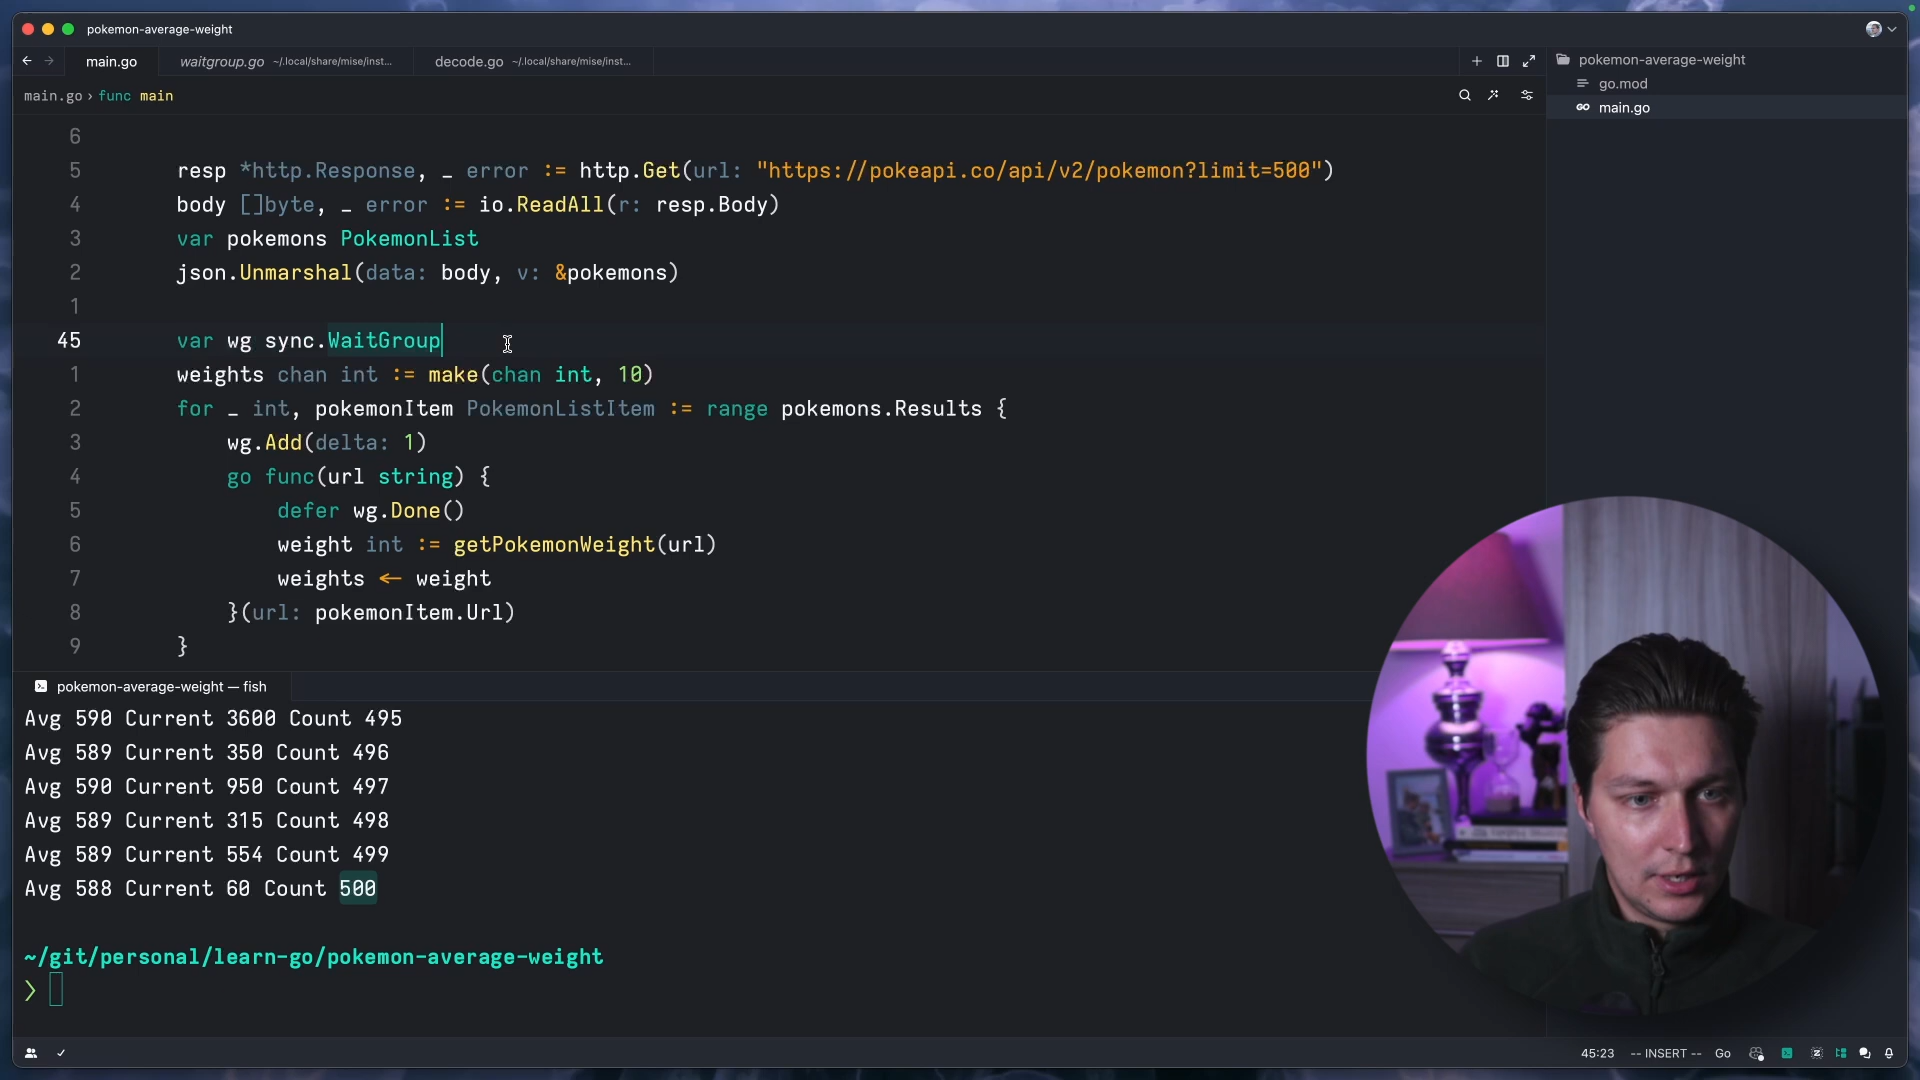 pokemon-average-weight
main.go
waitgroup.go ~/.local/share/mise/inst...
decode.go ~/.local/share/mise/inst...
pokemon-average-weight
go.mod
main.go
main.go › func main
6
5 resp *http.Response, _ error := http.Get(url: "https://pokeapi.co/api/v2/pokemon?limit=500")
4 body []byte, _ error := io.ReadAll(r: resp.Body)
3 var pokemons PokemonList
2 json.Unmarshal(data: body, v: &pokemons)
1
45 var wg sync.WaitGroup
1 weights chan int := make(chan int, 10)
2 for _ int, pokemonItem PokemonListItem := range pokemons.Results {
3 wg.Add(delta: 1)
4 go func(url string) {
5 defer wg.Done()
6 weight int := getPokemonWeight(url)
7 weights <- weight
8 }(url: pokemonItem.Url)
9 }
pokemon-average-weight — fish
Avg 590 Current 3600 Count 495
Avg 589 Current 350 Count 496
Avg 590 Current 950 Count 497
Avg 589 Current 315 Count 498
Avg 589 Current 554 Count 499
Avg 588 Current 60 Count 500
~/git/personal/learn-go/pokemon-average-weight
❯
45:23 -- INSERT -- Go